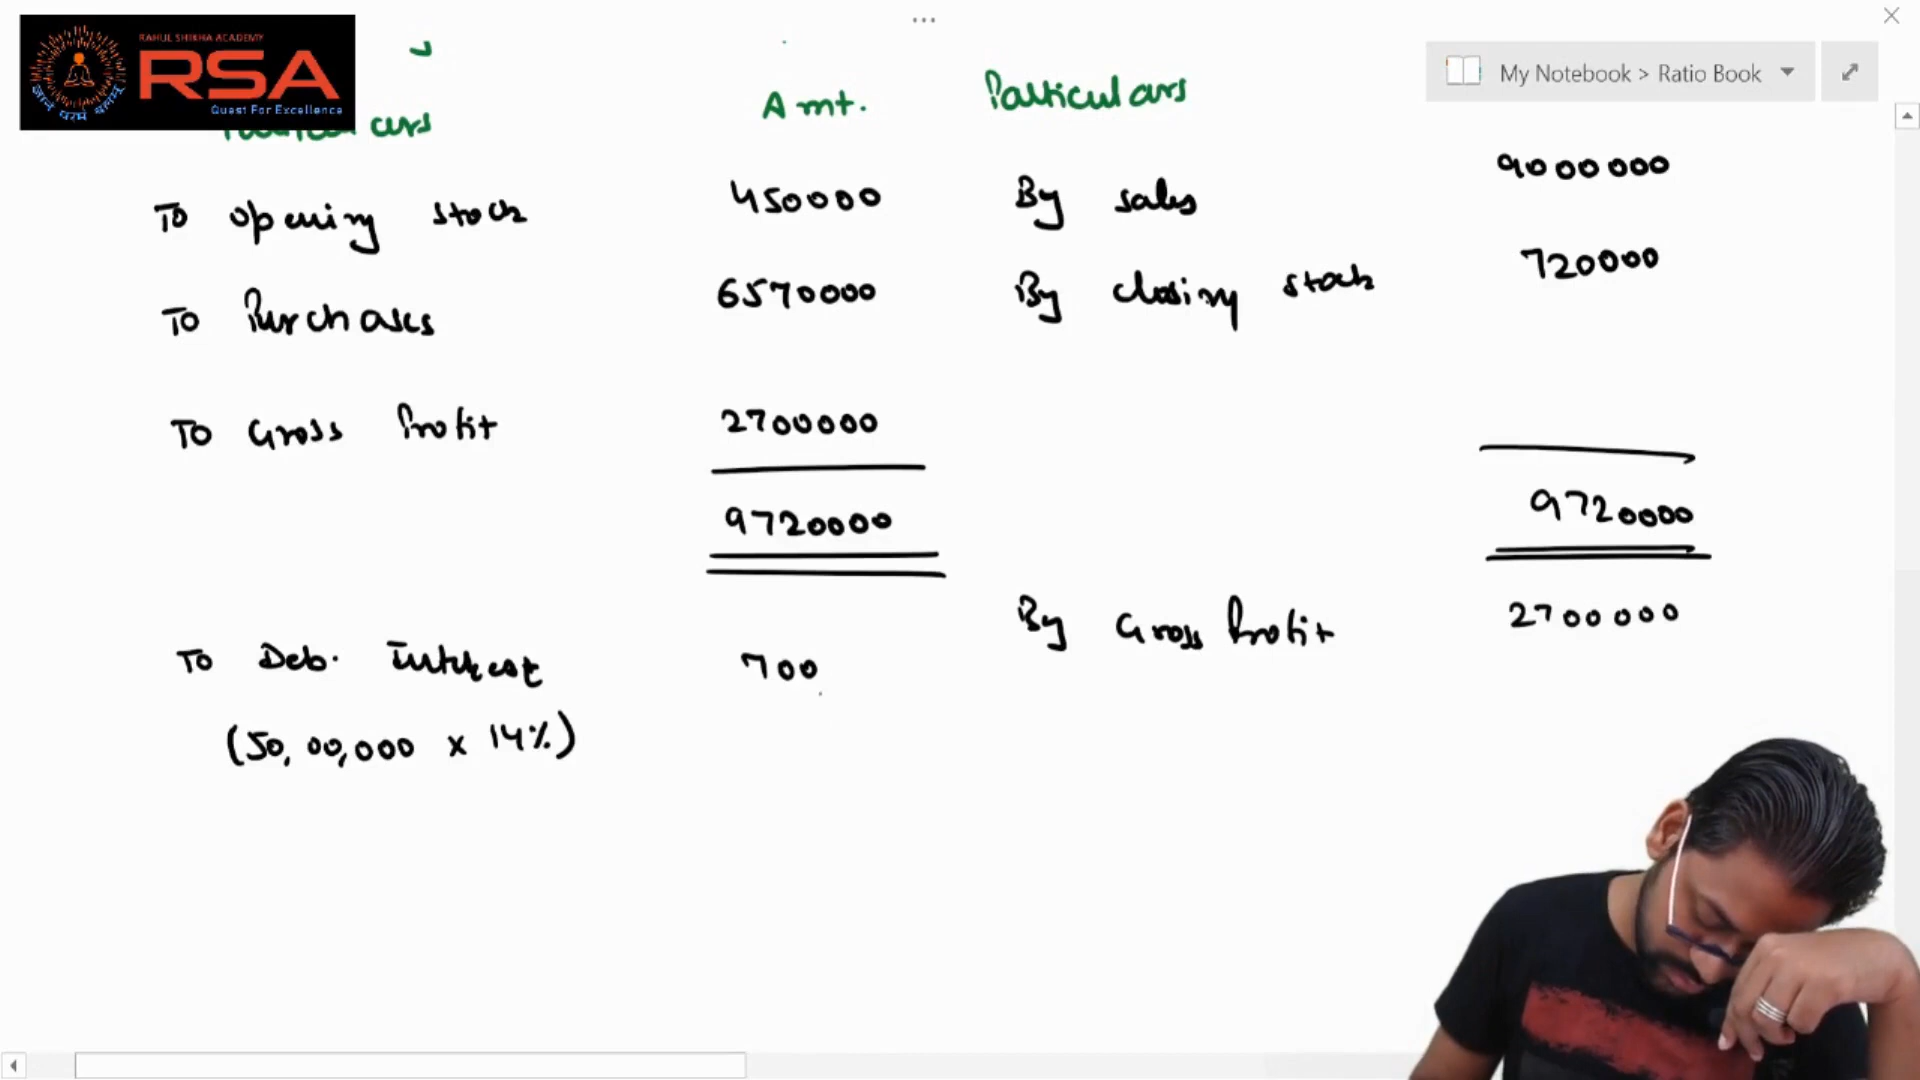 RAHUL SHIKHA ACADEMY
RSA
Quest For Excellence
My Notebook > Ratio Book
Particulars Amt. Particulars
To opening stock 450000 By sales 9000000
To Purchases 6570000 By closing stock 720000
To Gross Profit 2700000
9720000 9720000
By Gross Profit 2700000
To Deb. Interest 700
(50,00,000 x 14%)